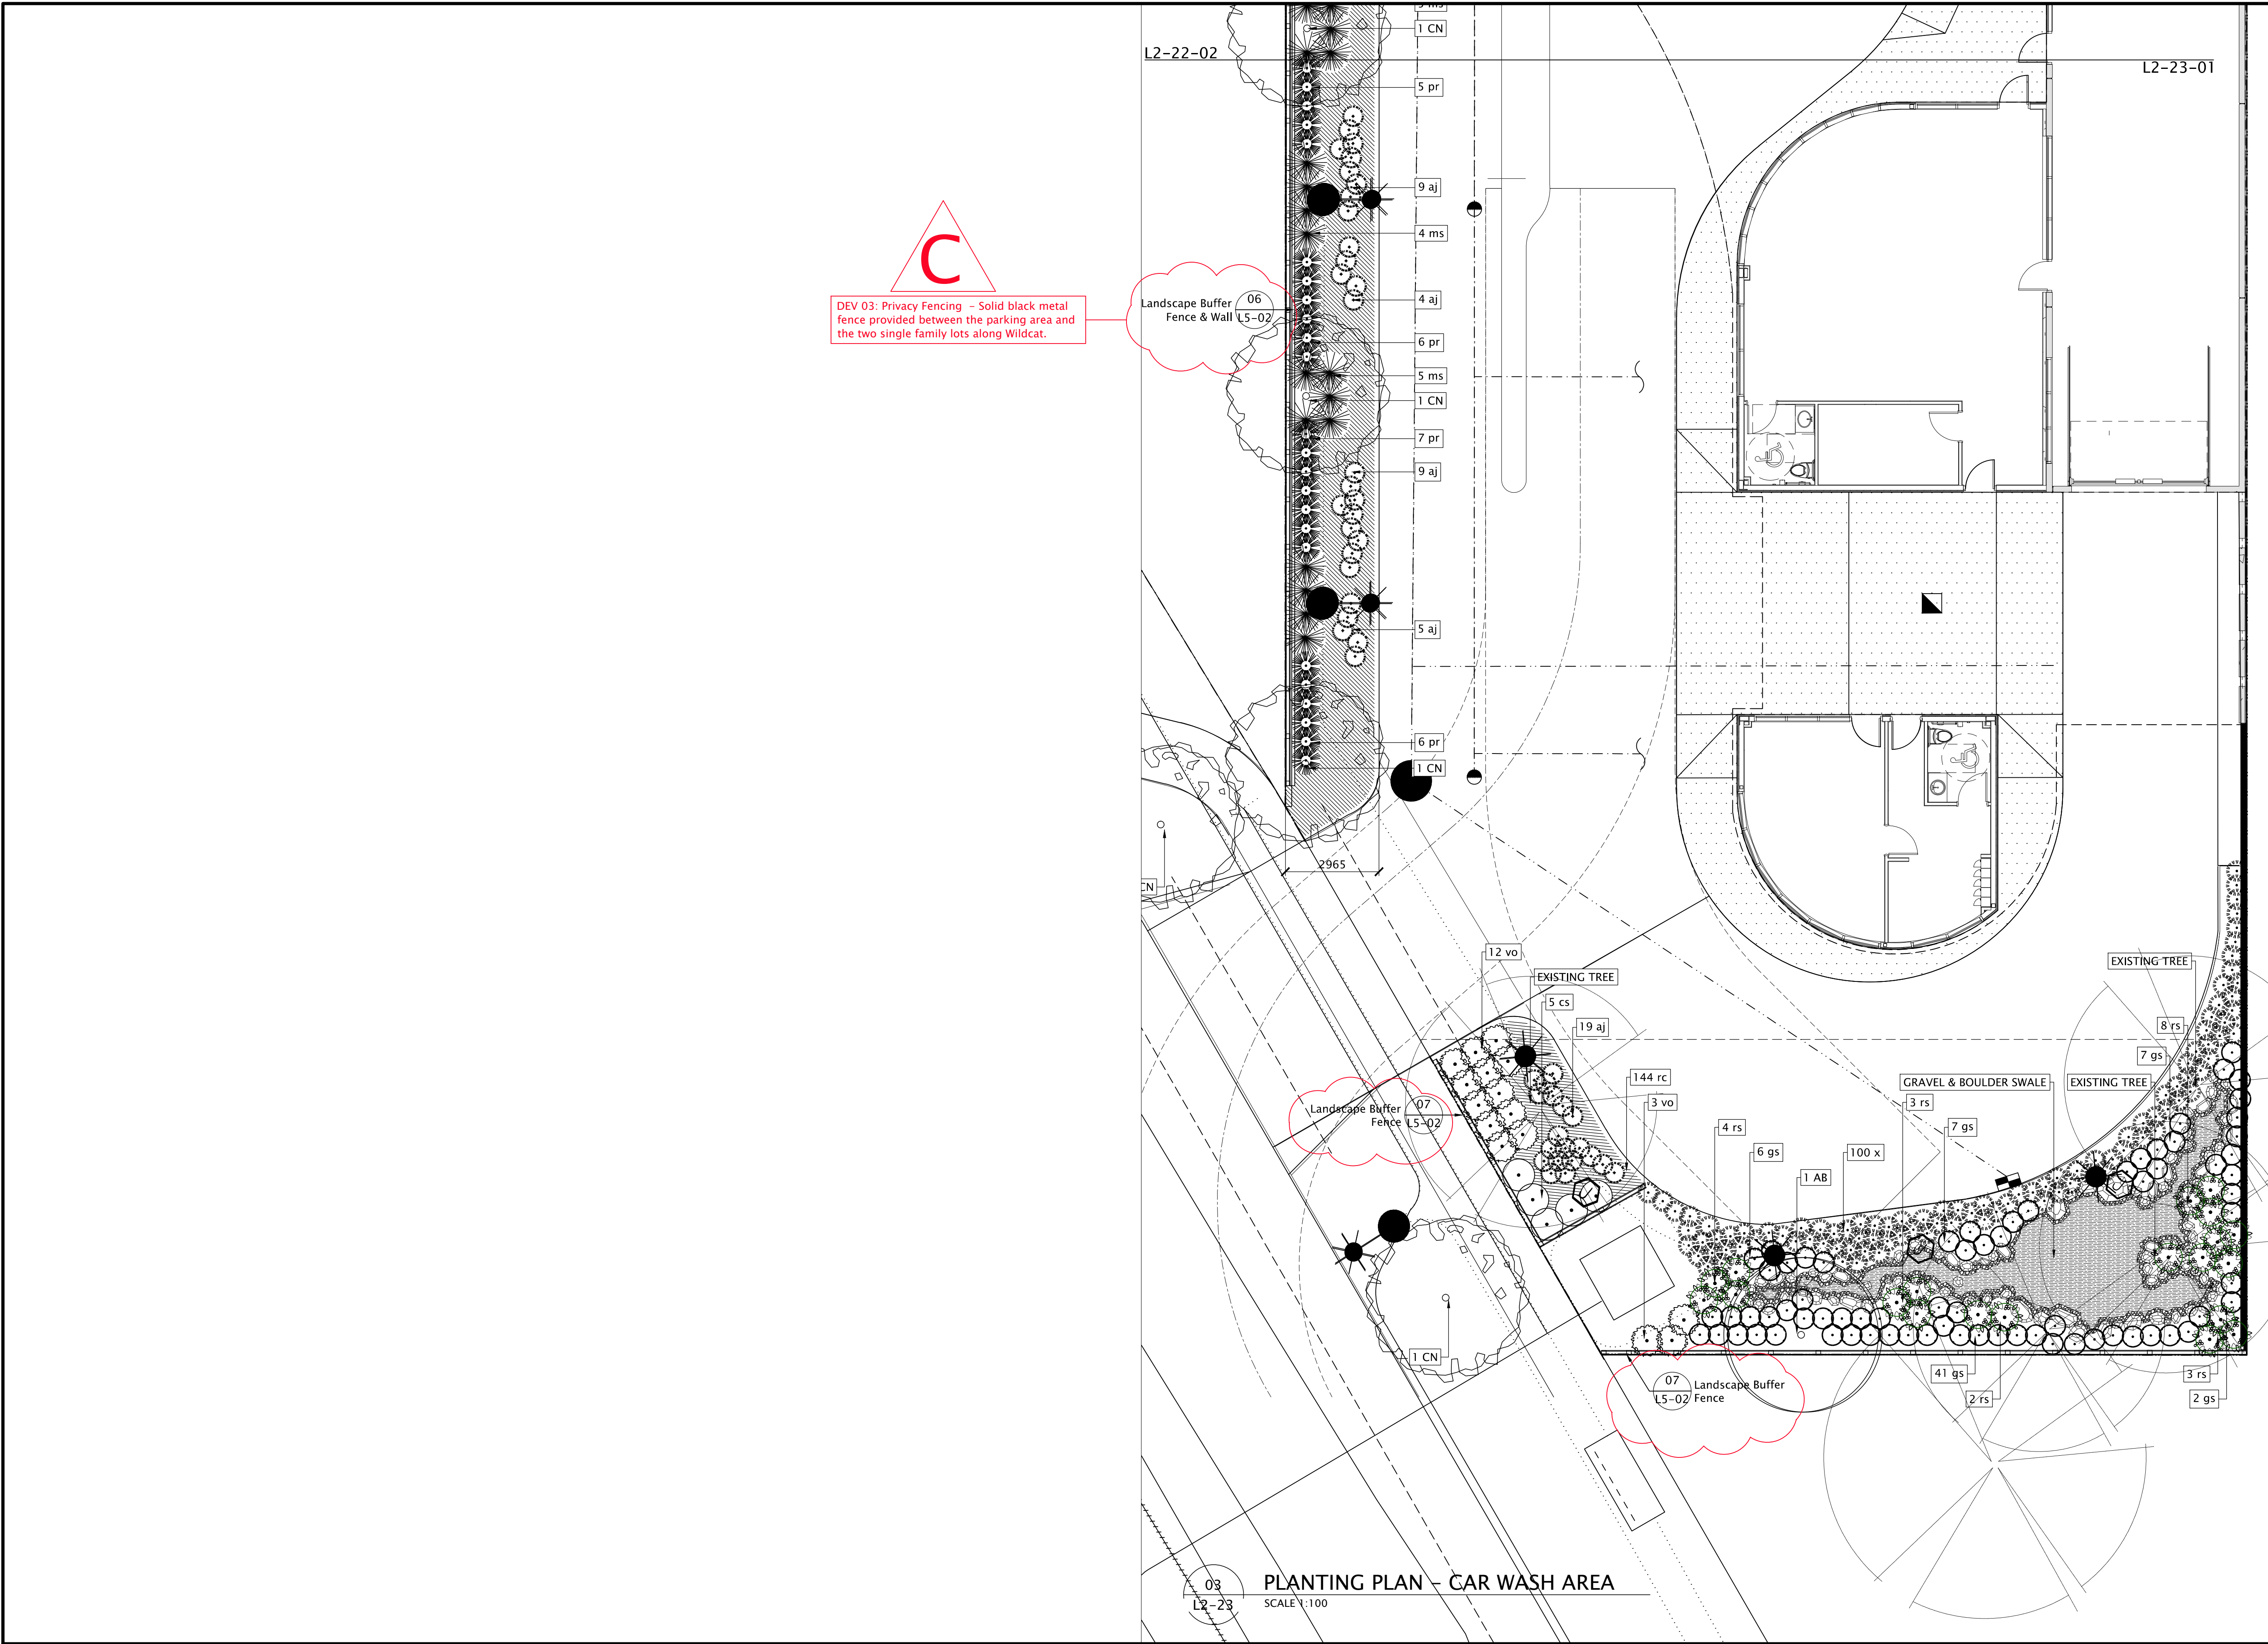 1 CN
L2-22-02
L2-23-01
5 pr
9 aj
4 ms
C
DEV 03: Privacy Fencing - Solid black metal
fence provided between the parking area and
the two single family lots along Wildcat.
Landscape Buffer
Fence & Wall
06
L5-02
4 aj
6 pr
5 ms
1 CN
7 pr
9 aj
5 aj
6 pr
1 CN
2965
CN
12 vo
EXISTING TREE
5 cs
19 aj
EXISTING TREE
8 rs
7 gs
144 rc
3 vo
GRAVEL & BOULDER SWALE
EXISTING TREE
Landscape Buffer
Fence
07
L5-02
3 rs
4 rs
7 gs
6 gs
100 x
1 AB
1 CN
07
L5-02
Landscape Buffer
Fence
41 gs
2 rs
3 rs
2 gs
03
L2-23
PLANTING PLAN - CAR WASH AREA
SCALE 1:100